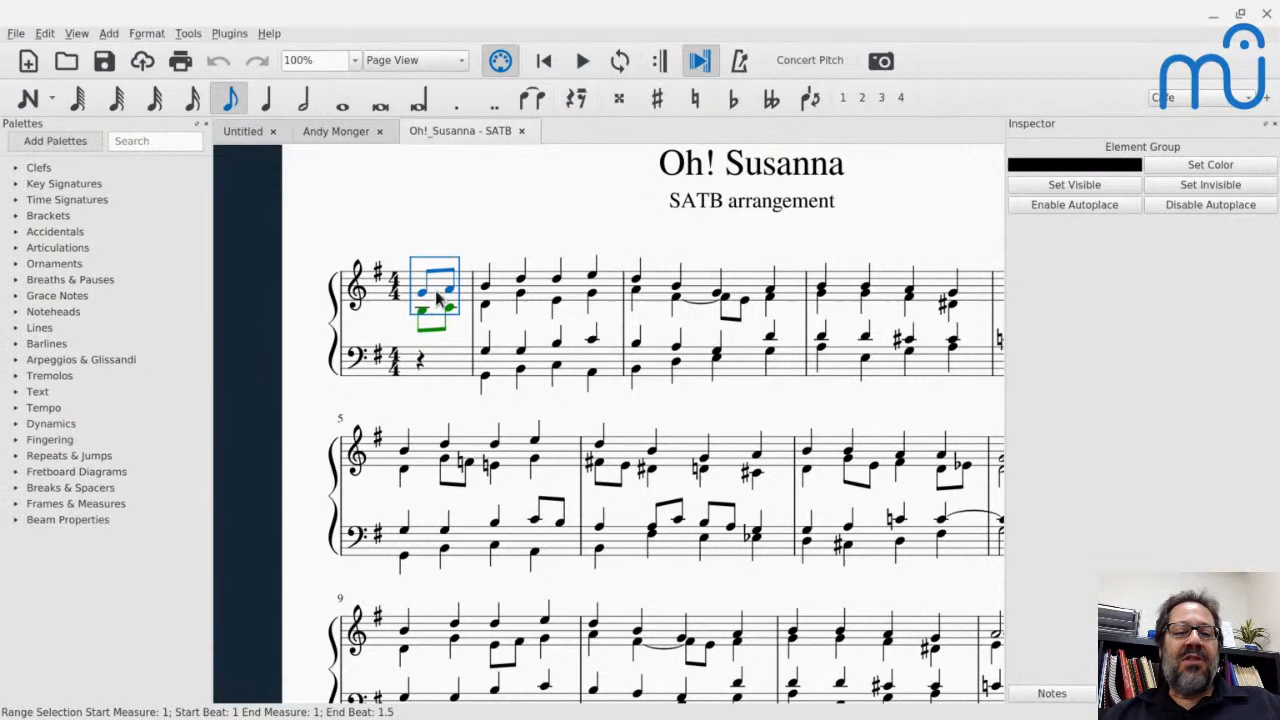 File Edit View Add Format Tools Plugins Help
100% Page View Concert Pitch
1 2 3 4
Palettes
Add Palettes Search
Clefs
Key Signatures
Time Signatures
Brackets
Accidentals
Articulations
Ornaments
Breaths & Pauses
Grace Notes
Noteheads
Lines
Barlines
Arpeggios & Glissandi
Tremolos
Text
Tempo
Dynamics
Fingering
Repeats & Jumps
Fretboard Diagrams
Breaks & Spacers
Frames & Measures
Beam Properties
Untitled Andy Monger Oh!_Susanna - SATB
Oh! Susanna
SATB arrangement
5
9
Inspector
Element Group
Set Color
Set Visible Set Invisible
Enable Autoplace Disable Autoplace
Notes
Range Selection Start Measure: 1; Start Beat: 1 End Measure: 1; End Beat: 1.5